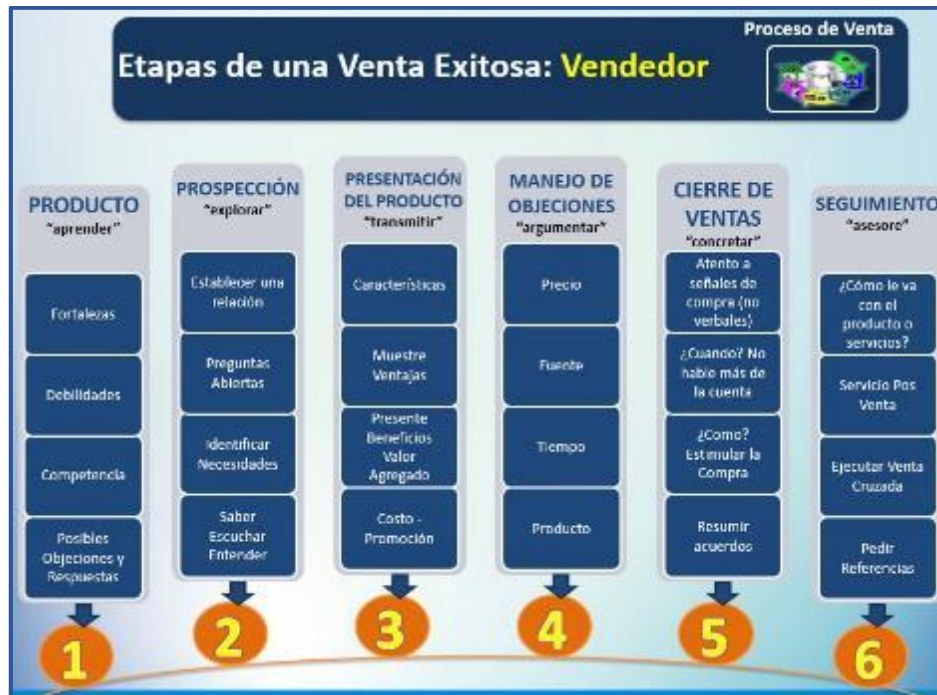 Proceso de Venta
Etapas de una Venta Exitosa: Vendedor
PRODUCTO
"aprender"
Fortalezas
Debilidades
Competencia
Posibles
Objeciones y
Respuestas
1
PROSPECCIÓN
"explorar"
Establecer una
relación
Preguntas
Abiertas
Identificar
Necesidades
Saber
Escuchar
Entender
2
PRESENTACIÓN
DEL PRODUCTO
"transmitir"
Características
Muestre
Ventajas
Presente
Beneficios
Valor
Agregado
Costo -
Promoción
3
MANEJO DE
OBJECIONES
"argumentar"
Precio
Fuente
Tiempo
Producto
4
CIERRE DE
VENTAS
"concretar"
Atento a
señales de
compra (no
verbales)
¿Cuando? No
hable más de
la cuenta
¿Como?
Estimular la
Compra
Resumir
acuerdos
5
SEGUIMIENTO
"asesore"
¿Cómo le va
con el
producto o
servicios?
Servicio Pos
Venta
Ejecutar Venta
Cruzada
Pedir
Referencias
6